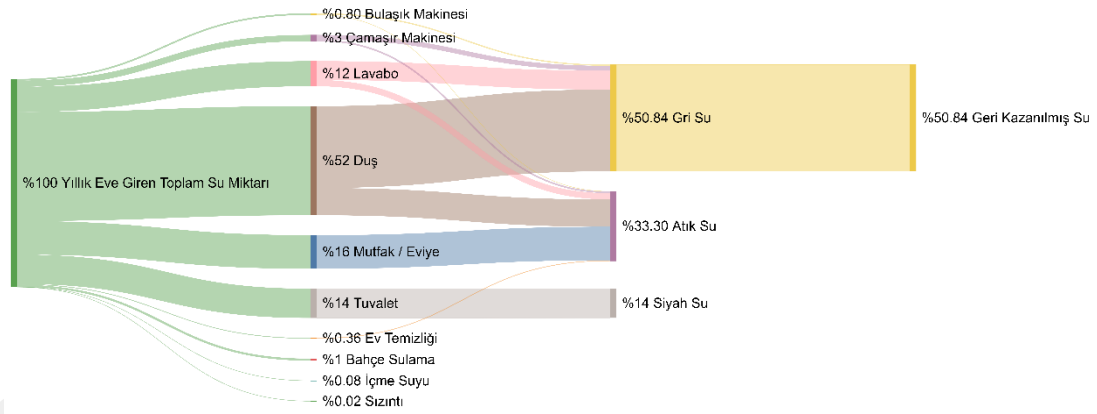 %0.80 Bulaşık Makinesi
%3 Çamaşır Makinesi
%12 Lavabo
%50.84 Gri Su
%50.84 Geri Kazanılmış Su
%52 Duş
%100 Yıllık Eve Giren Toplam Su Miktarı
%33.30 Atık Su
%16 Mutfak / Eviye
%14 Tuvalet
%14 Siyah Su
%0.36 Ev Temizliği
%1 Bahçe Sulama
%0.08 İçme Suyu
%0.02 Sızıntı